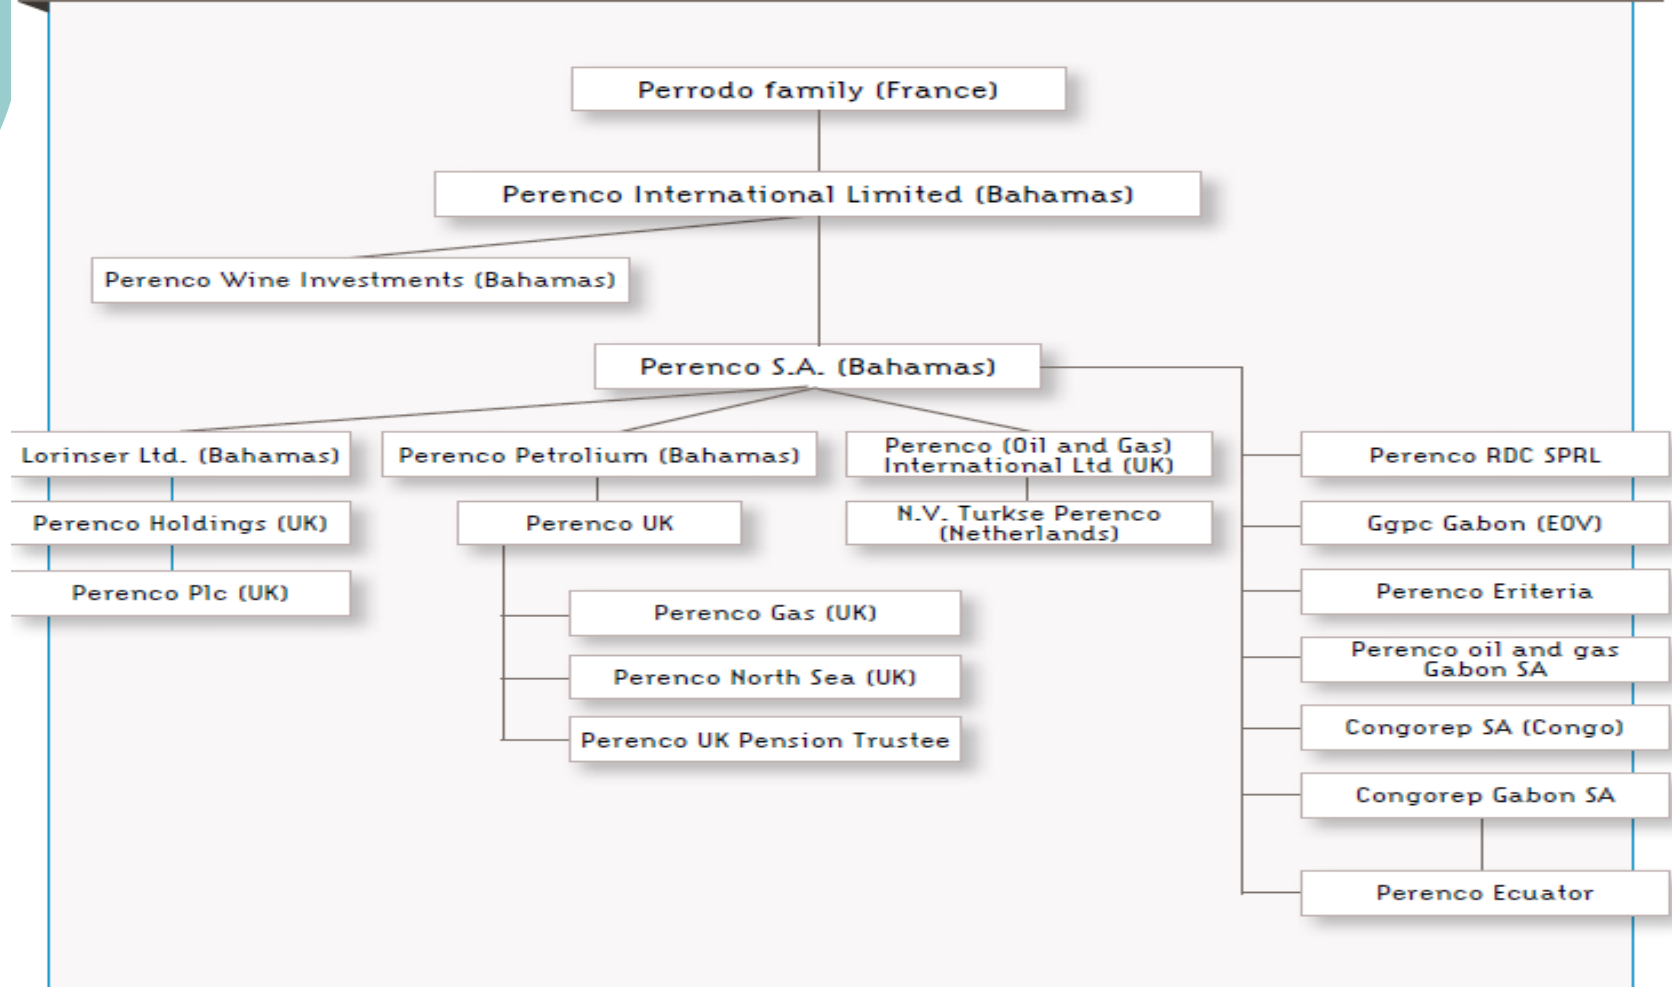 Perrodo family (France)
Perenco International Limited (Bahamas)
Perenco Wine Investments (Bahamas)
Perenco S.A. (Bahamas)
Lorinser Ltd. (Bahamas)
Perenco Petrolium (Bahamas)
Perenco (Oil and Gas)
International Ltd (UK)
Perenco RDC SPRL
Perenco Holdings (UK)
Perenco UK
N.V. Turkse Perenco
(Netherlands)
Ggpc Gabon (EOV)
Perenco Plc (UK)
Perenco Gas (UK)
Perenco Eriteria
Perenco North Sea (UK)
Perenco oil and gas
Gabon SA
Perenco UK Pension Trustee
Congorep SA (Congo)
Congorep Gabon SA
Perenco Ecuator